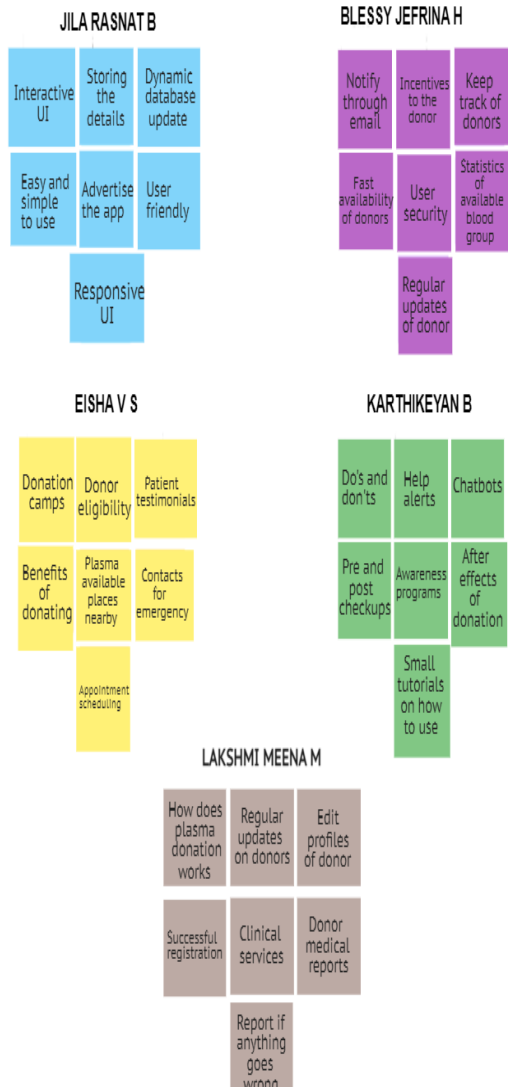 JILA RASNAT B
Interactive
UI
Storing
the
details
Dynamic
database
update
Easy and
simple
to use
Advertise
the app
User
friendly
Responsive
UI
BLESSY JEFRINA H
Notify
through
email
Incentives
to the
donor
Keep
track of
donors
Fast
availability
of donors
User
security
Statistics
of
available
blood
group
Regular
updates
of donor
EISHA V S
Donation
camps
Donor
eligibility
Patient
testimonials
Benefits
of
donating
Plasma
available
places
nearby
Contacts
for
emergency
Appointment
scheduling
KARTHIKEYAN B
Do's and
don'ts
Help
alerts
Chatbots
Pre and
post
checkups
Awareness
programs
After
effects
of
donation
Small
tutorials
on how
to use
LAKSHMI MEENA M
How does
plasma
donation
works
Regular
updates
on donors
Edit
profiles
of donor
Successful
registration
Clinical
services
Donor
medical
reports
Report if
anything
goes
wrong